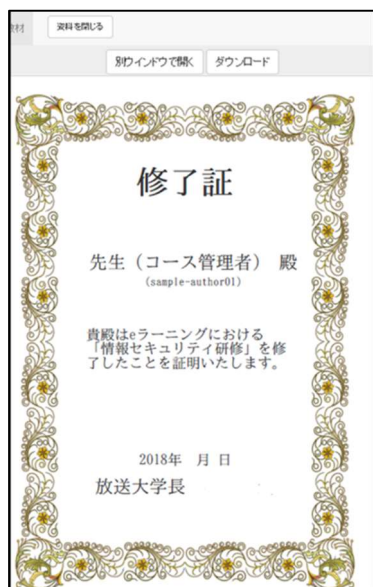 教材 資料を閉じる
別ウィンドウで開く ダウンロード
修了証
先生（コース管理者） 殿
(sample-author01)
貴殿はeラーニングにおける
「情報セキュリティ研修」を修
了したことを証明いたします。
2018年 月 日
放送大学長